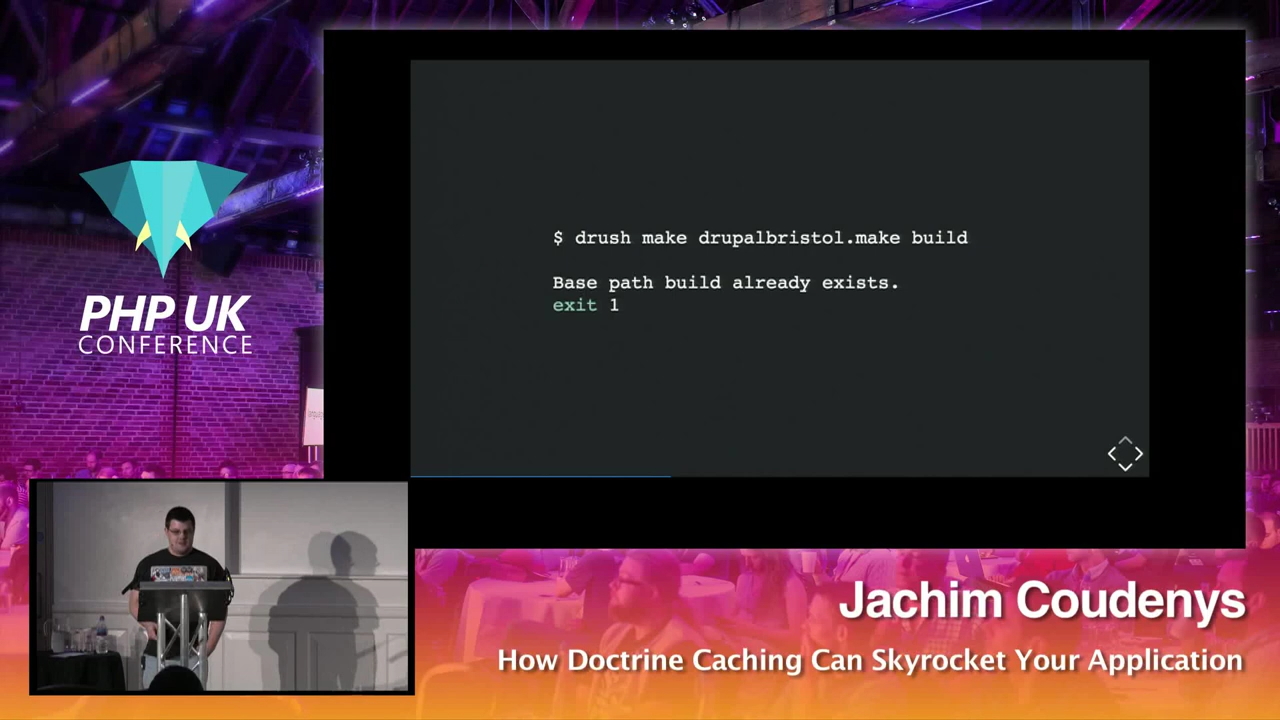 $ drush make drupalbristol.make build
Base path build already exists.
exit 1
PHP UK
CONFERENCE
Jachim Coudenys
How Doctrine Caching Can Skyrocket Your Application